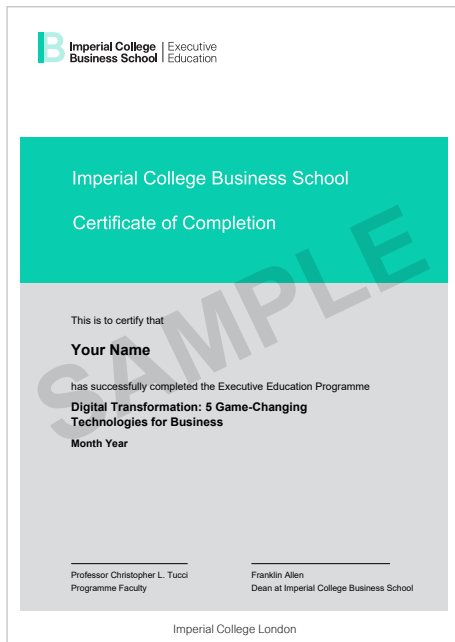 Imperial College Business School
Executive Education
Imperial College Business School
Certificate of Completion
SAMPLE
This is to certify that
Your Name
has successfully completed the Executive Education Programme
Digital Transformation: 5 Game-Changing
Technologies for Business
Month Year
Professor Christopher L. Tucci
Programme Faculty
Franklin Allen
Dean at Imperial College Business School
Imperial College London